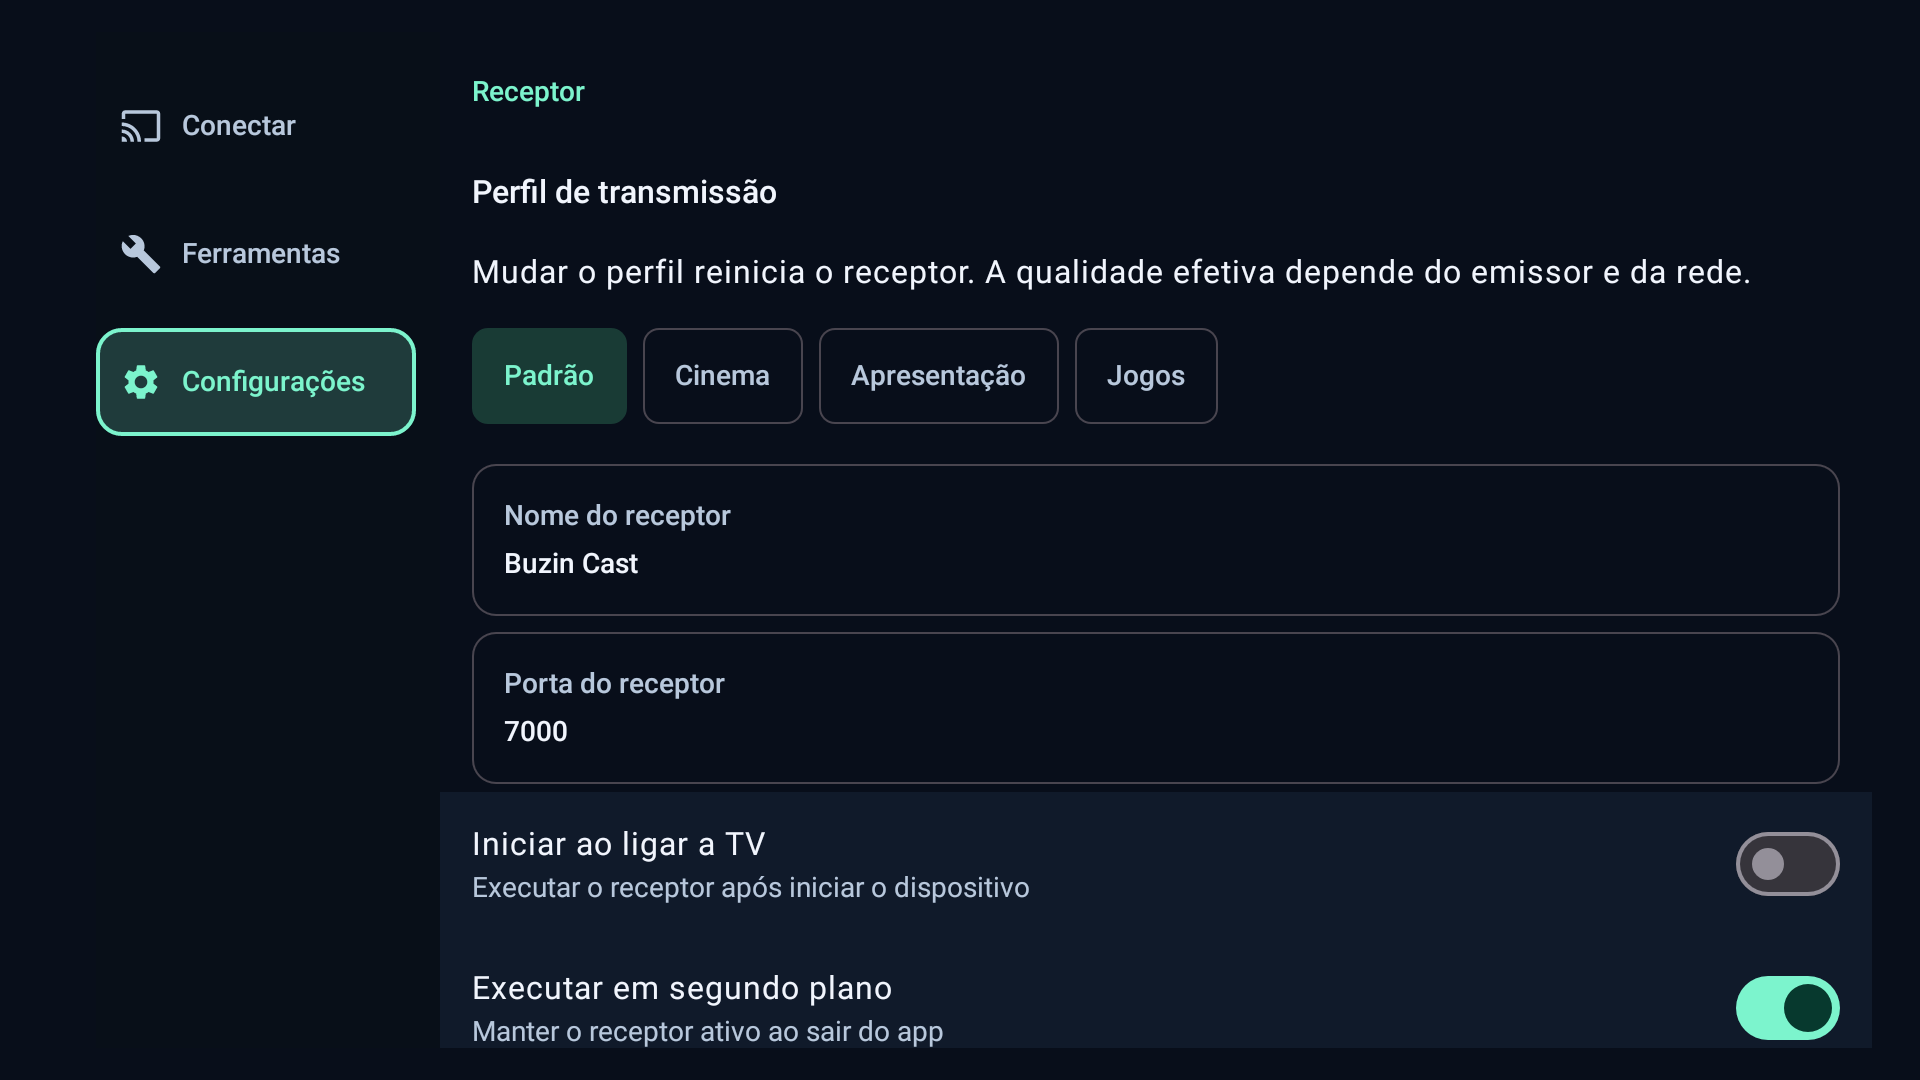 Conectar
Ferramentas
Configurações
Receptor
Perfil de transmissão
Mudar o perfil reinicia o receptor. A qualidade efetiva depende do emissor e da rede.
Padrão
Cinema
Apresentação
Jogos
Nome do receptor
Buzin Cast
Porta do receptor
7000
Iniciar ao ligar a TV
Executar o receptor após iniciar o dispositivo
Executar em segundo plano
Manter o receptor ativo ao sair do app